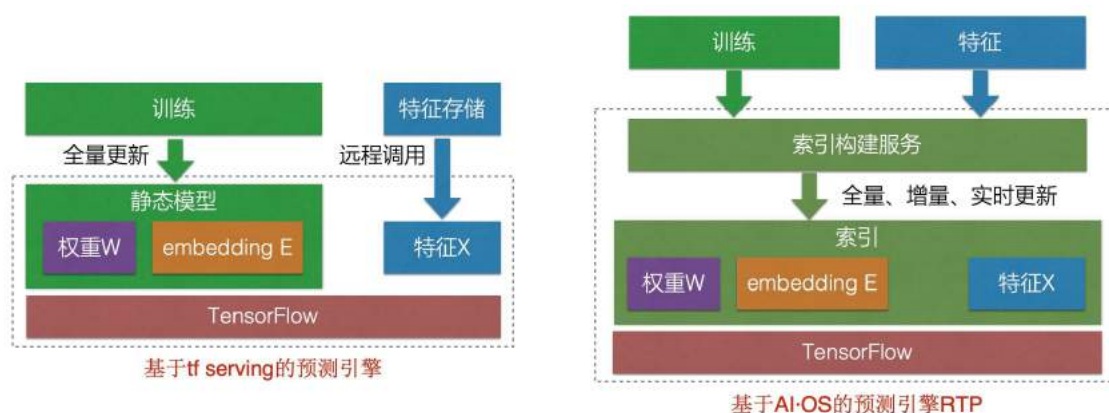 训练
特征存储
全量更新
远程调用
静态模型
权重W
embedding E
特征X
TensorFlow
基于tf serving的预测引擎
训练
特征
索引构建服务
全量、增量、实时更新
索引
权重W
embedding E
特征X
TensorFlow
基于AI·OS的预测引擎RTP